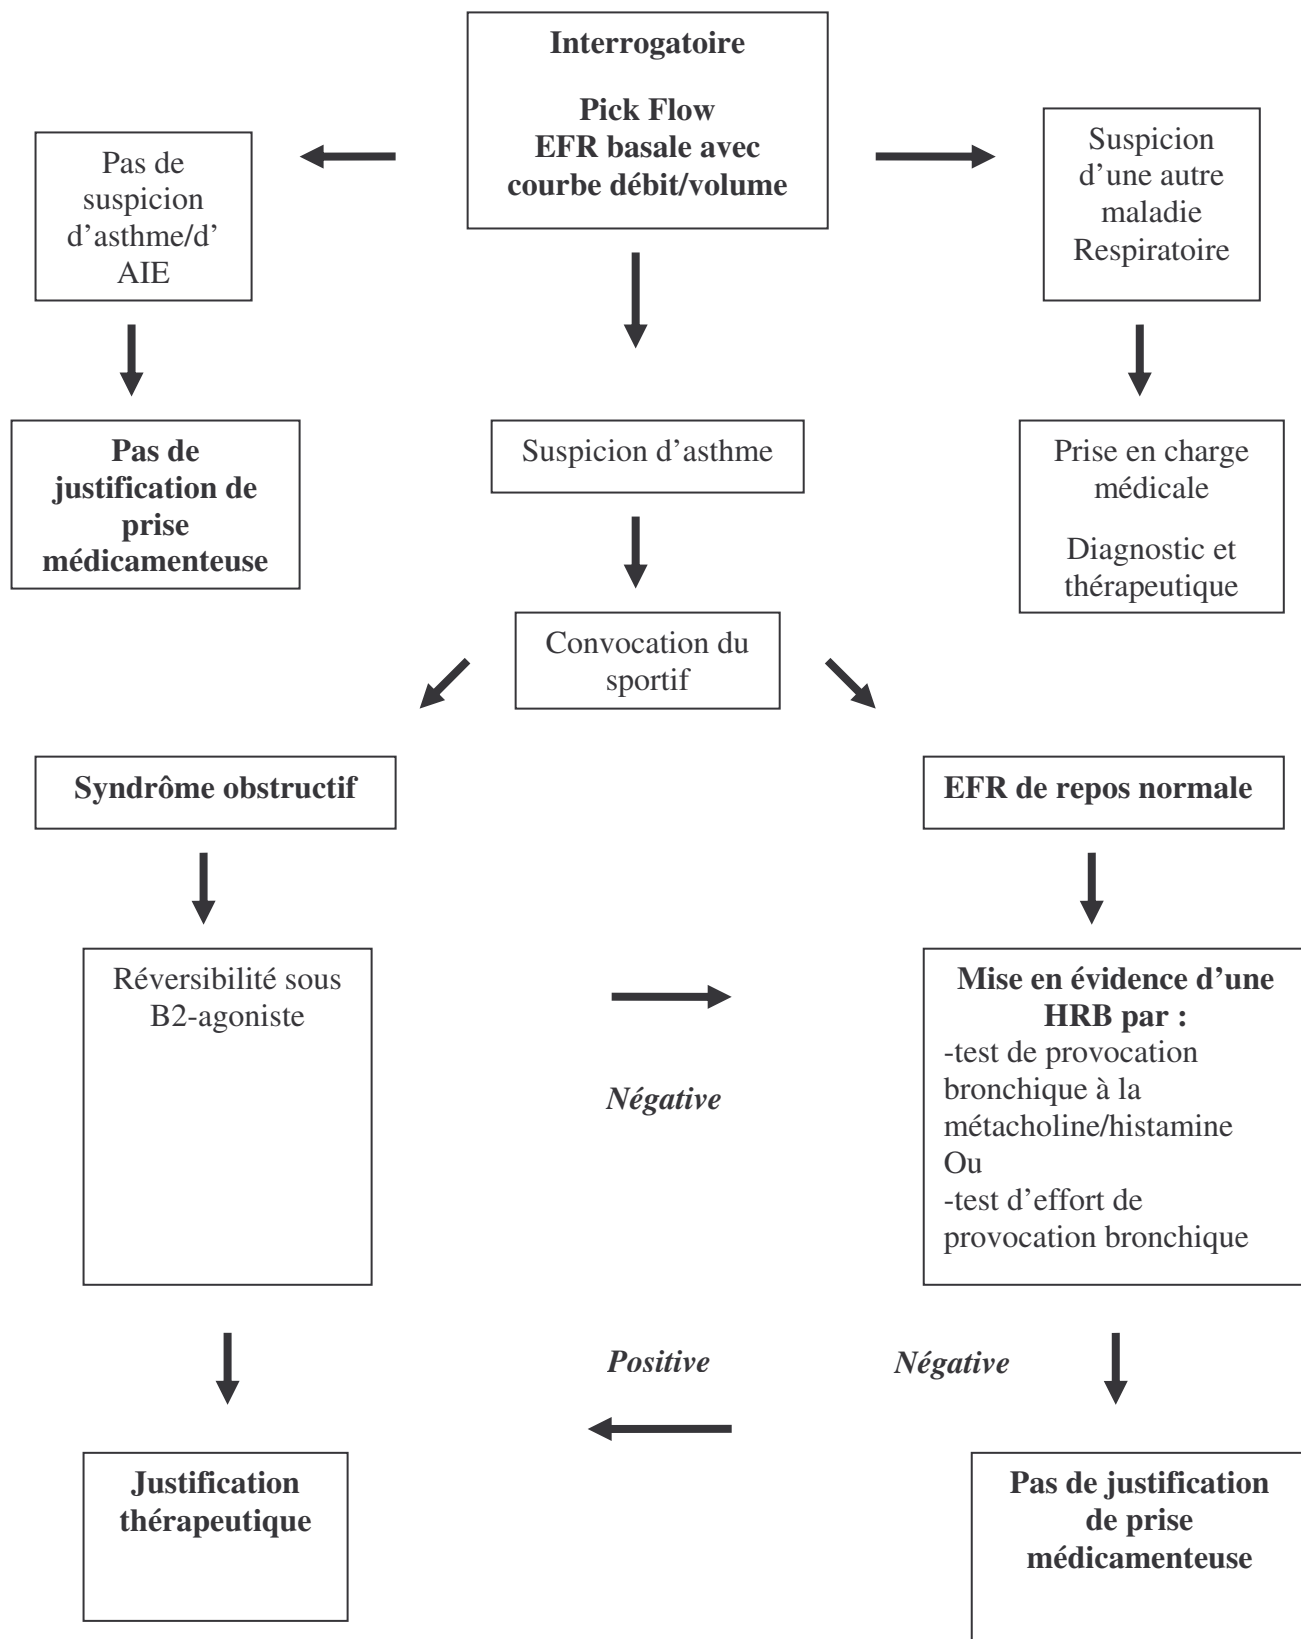 Interrogatoire
Pick Flow
EFR basale avec
courbe débit/volume
Pas de
suspicion
d’asthme/d’
AIE
Suspicion
d’une autre
maladie
Respiratoire
Pas de
justification de
prise
médicamenteuse
Suspicion d’asthme
Prise en charge
médicale
Diagnostic et
thérapeutique
Convocation du
sportif
Syndrôme obstructif
EFR de repos normale
Réversibilité sous
B2-agoniste
Négative
Mise en évidence d’une
HRB par :
-test de provocation
bronchique à la
métacholine/histamine
Ou
-test d’effort de
provocation bronchique
Positive
Négative
Justification
thérapeutique
Pas de justification
de prise
médicamenteuse